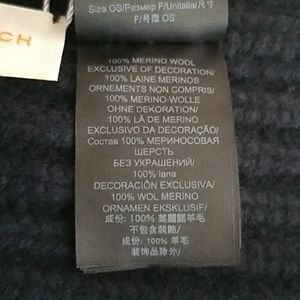 Size OS/Размер F/Unitalla/尺寸
F/号型 OS
CH
100% MERINO WOOL
EXCLUSIVE OF DECORATION/
100% LAINE MERINOS
ORNEMENTS NON COMPRIS/
100% MERINO-WOLLE
OHNE DEKORATION/
100% LÃ DE MERINO
EXCLUSIVO DA DECORAÇÃO/
Состав 100% МЕРИНОСОВАЯ
ШЕРСТЬ
БЕЗ УКРАШЕНИЙ/
100% lana
DECORACIÓN EXCLUSIVA/
100% WOL MERINO
ORNAMEN EKSKLUSIF/
成份: 100% 美麗諾羊毛
不包含裝飾/
成份: 100% 羊毛
装饰品除外/